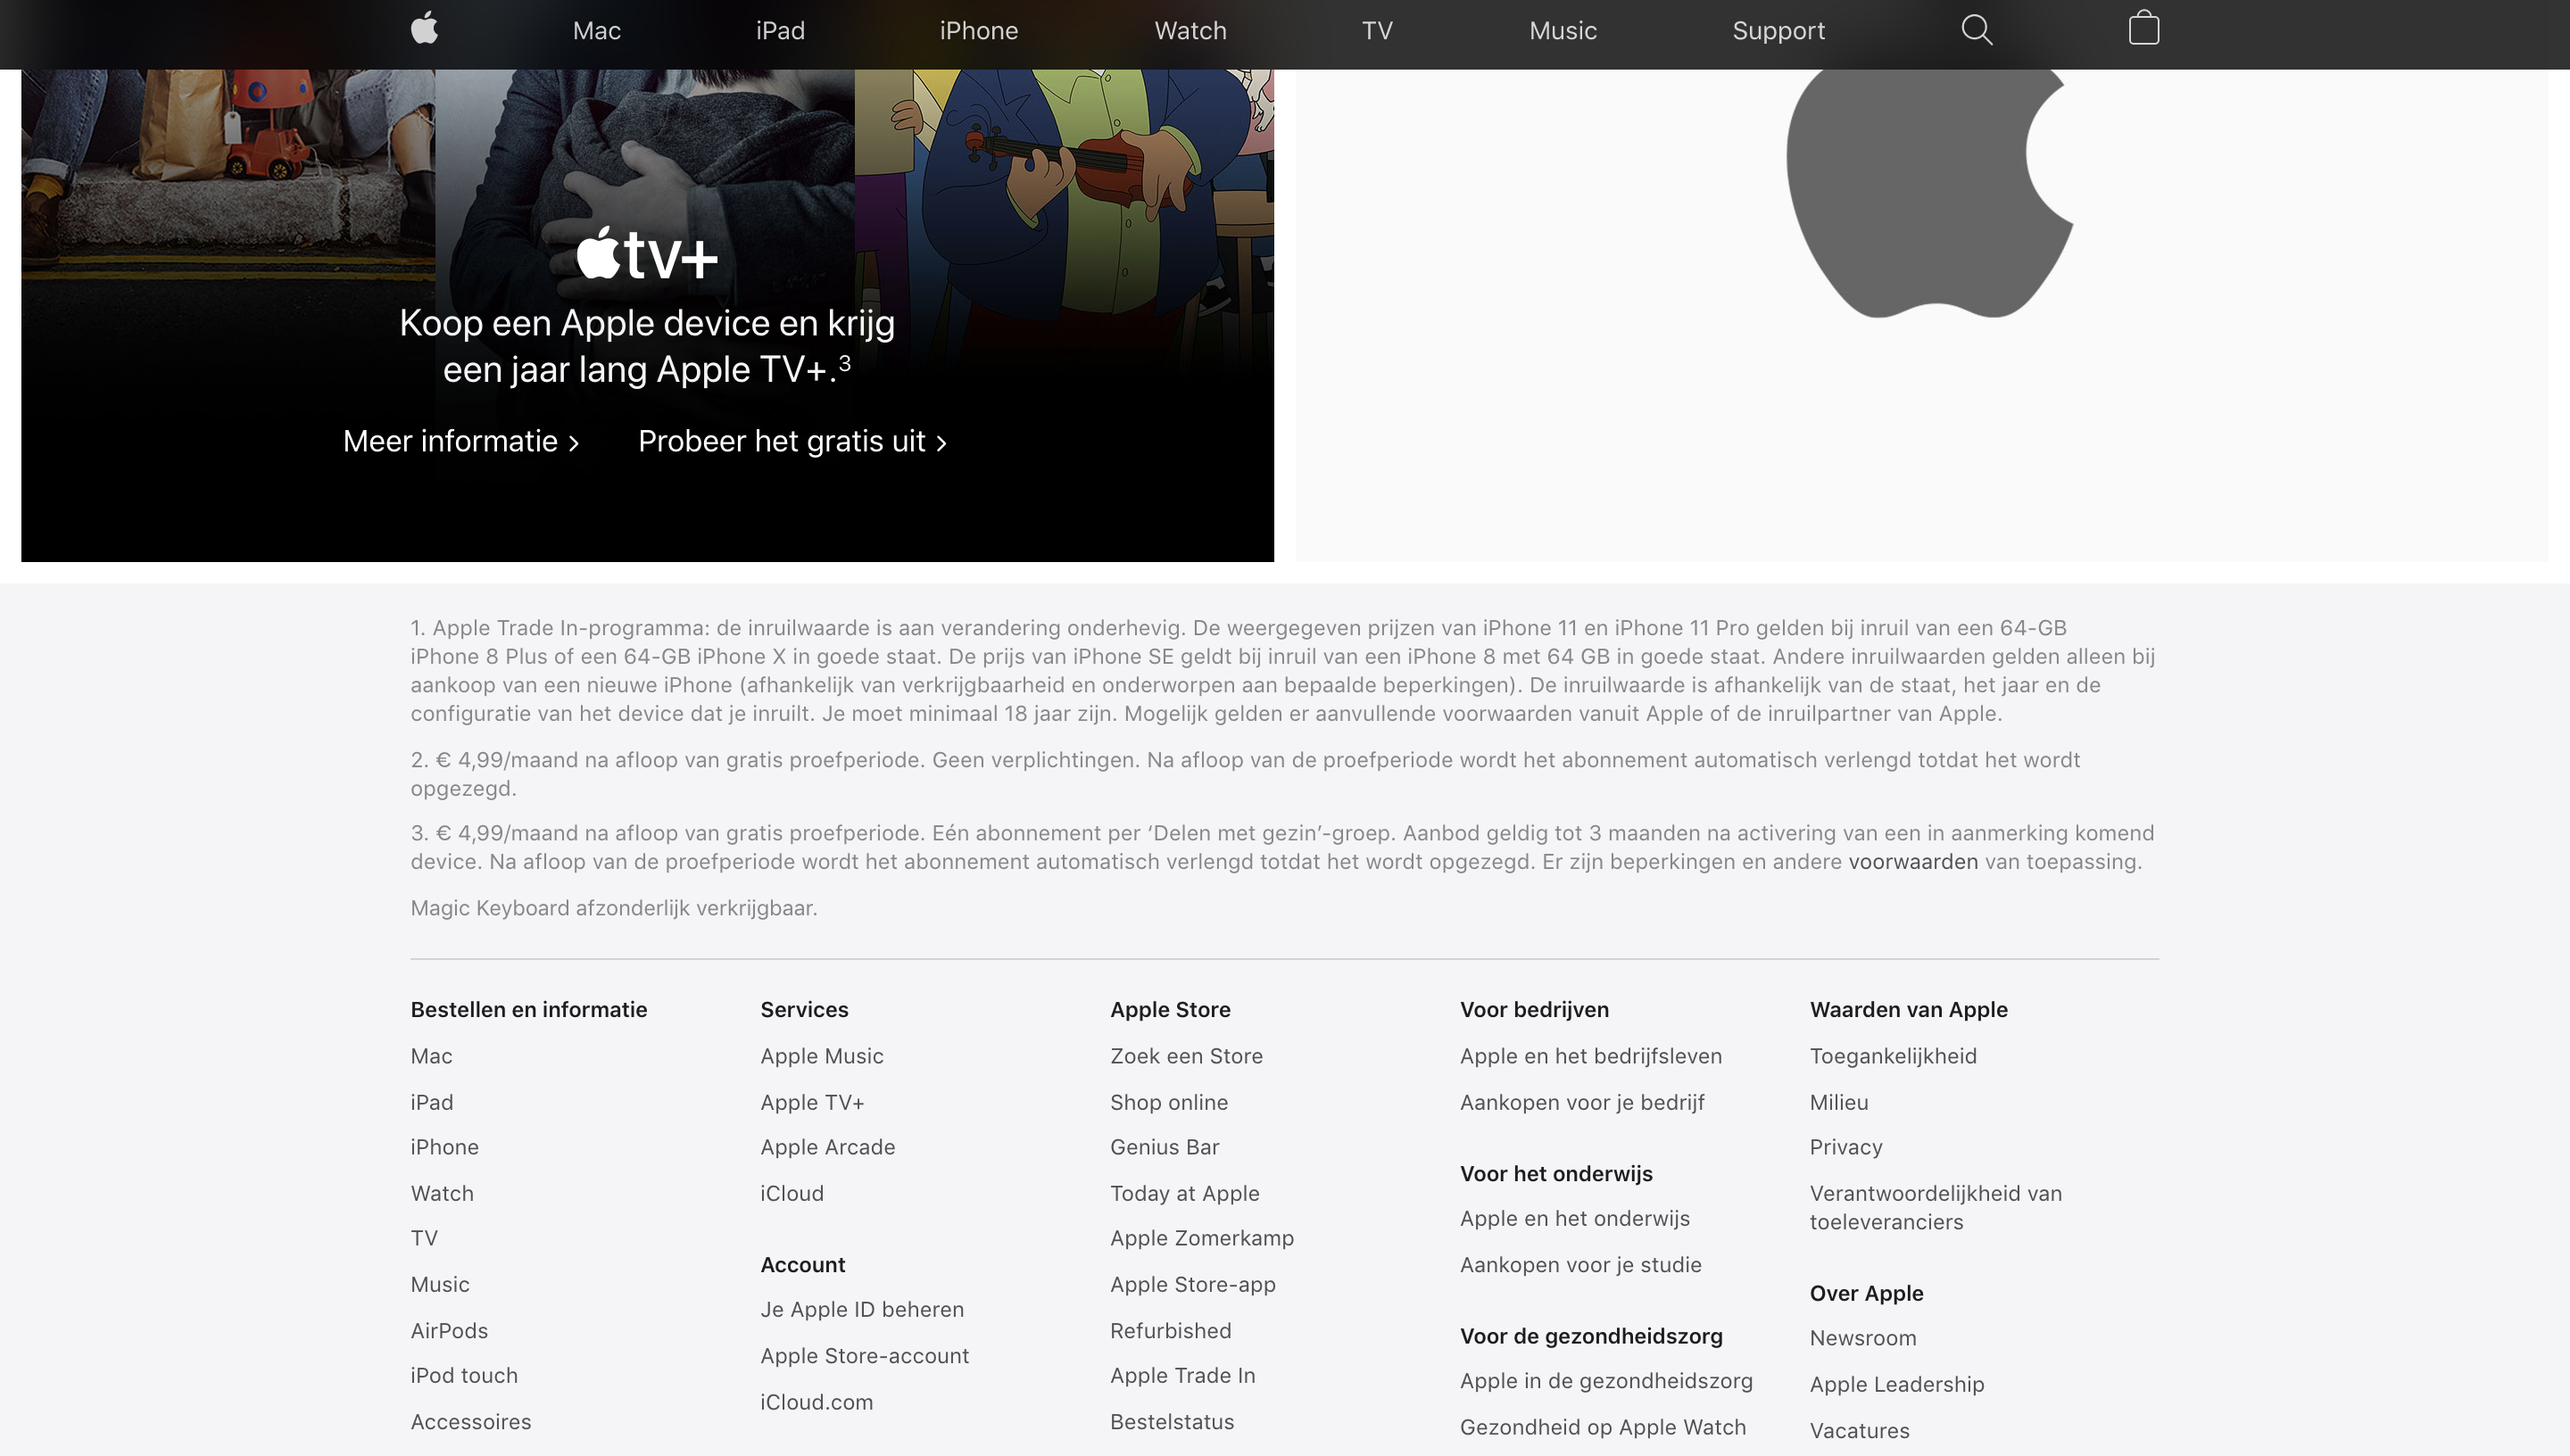 Mac
iPad
iPhone
Watch
TV
Music
Support
tv+
Koop een Apple device en krijg
een jaar lang Apple TV+.³
Meer informatie >
Probeer het gratis uit >
1. Apple Trade In-programma: de inruilwaarde is aan verandering onderhevig. De weergegeven prijzen van iPhone 11 en iPhone 11 Pro gelden bij inruil van een 64-GB
iPhone 8 Plus of een 64-GB iPhone X in goede staat. De prijs van iPhone SE geldt bij inruil van een iPhone 8 met 64 GB in goede staat. Andere inruilwaarden gelden alleen bij
aankoop van een nieuwe iPhone (afhankelijk van verkrijgbaarheid en onderworpen aan bepaalde beperkingen). De inruilwaarde is afhankelijk van de staat, het jaar en de
configuratie van het device dat je inruilt. Je moet minimaal 18 jaar zijn. Mogelijk gelden er aanvullende voorwaarden vanuit Apple of de inruilpartner van Apple.
2. € 4,99/maand na afloop van gratis proefperiode. Geen verplichtingen. Na afloop van de proefperiode wordt het abonnement automatisch verlengd totdat het wordt
opgezegd.
3. € 4,99/maand na afloop van gratis proefperiode. Eén abonnement per ‘Delen met gezin’-groep. Aanbod geldig tot 3 maanden na activering van een in aanmerking komend
device. Na afloop van de proefperiode wordt het abonnement automatisch verlengd totdat het wordt opgezegd. Er zijn beperkingen en andere voorwaarden van toepassing.
Magic Keyboard afzonderlijk verkrijgbaar.
Bestellen en informatie
Mac
iPad
iPhone
Watch
TV
Music
AirPods
iPod touch
Accessoires
Services
Apple Music
Apple TV+
Apple Arcade
iCloud
Account
Je Apple ID beheren
Apple Store-account
iCloud.com
Apple Store
Zoek een Store
Shop online
Genius Bar
Today at Apple
Apple Zomerkamp
Apple Store-app
Refurbished
Apple Trade In
Bestelstatus
Voor bedrijven
Apple en het bedrijfsleven
Aankopen voor je bedrijf
Voor het onderwijs
Apple en het onderwijs
Aankopen voor je studie
Voor de gezondheidszorg
Apple in de gezondheidszorg
Gezondheid op Apple Watch
Waarden van Apple
Toegankelijkheid
Milieu
Privacy
Verantwoordelijkheid van
toeleveranciers
Over Apple
Newsroom
Apple Leadership
Vacatures